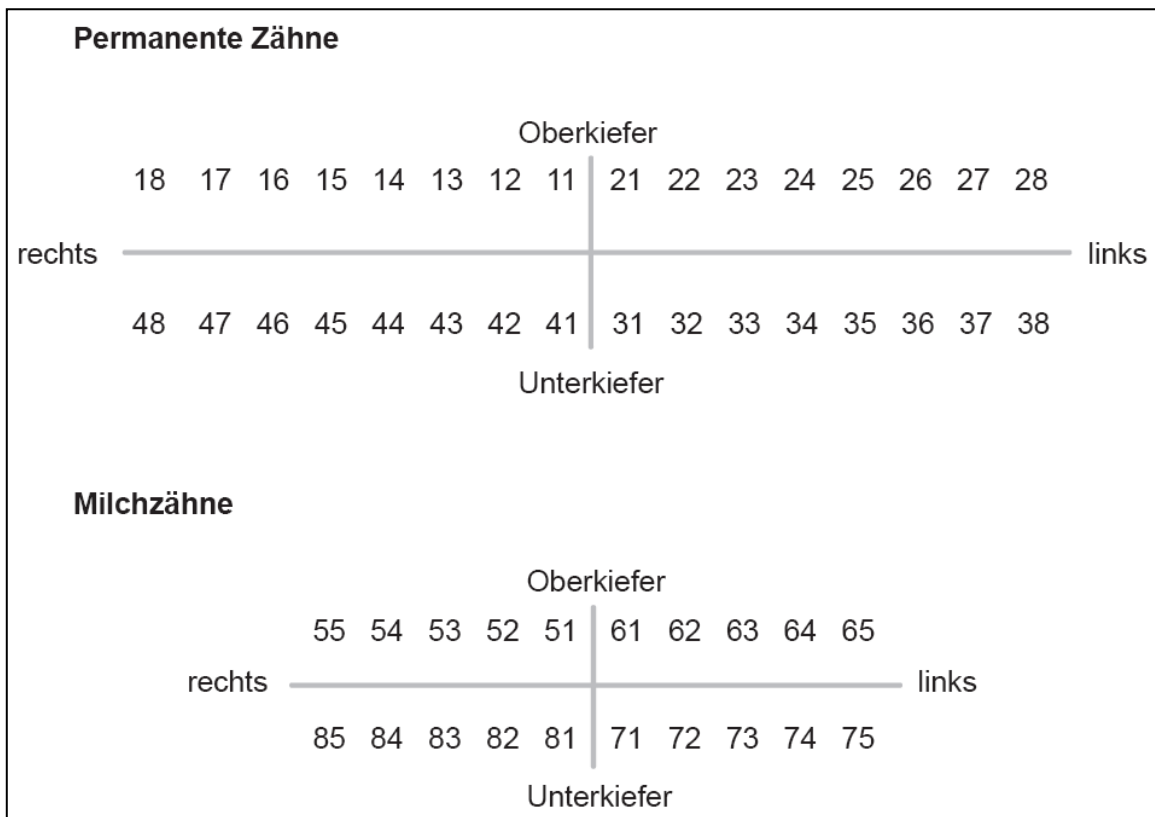 Permanente Zähne
Oberkiefer
18 17 16 15 14 13 12 11 21 22 23 24 25 26 27 28
rechts links
48 47 46 45 44 43 42 41 31 32 33 34 35 36 37 38
Unterkiefer
Milchzähne
Oberkiefer
55 54 53 52 51 61 62 63 64 65
rechts links
85 84 83 82 81 71 72 73 74 75
Unterkiefer